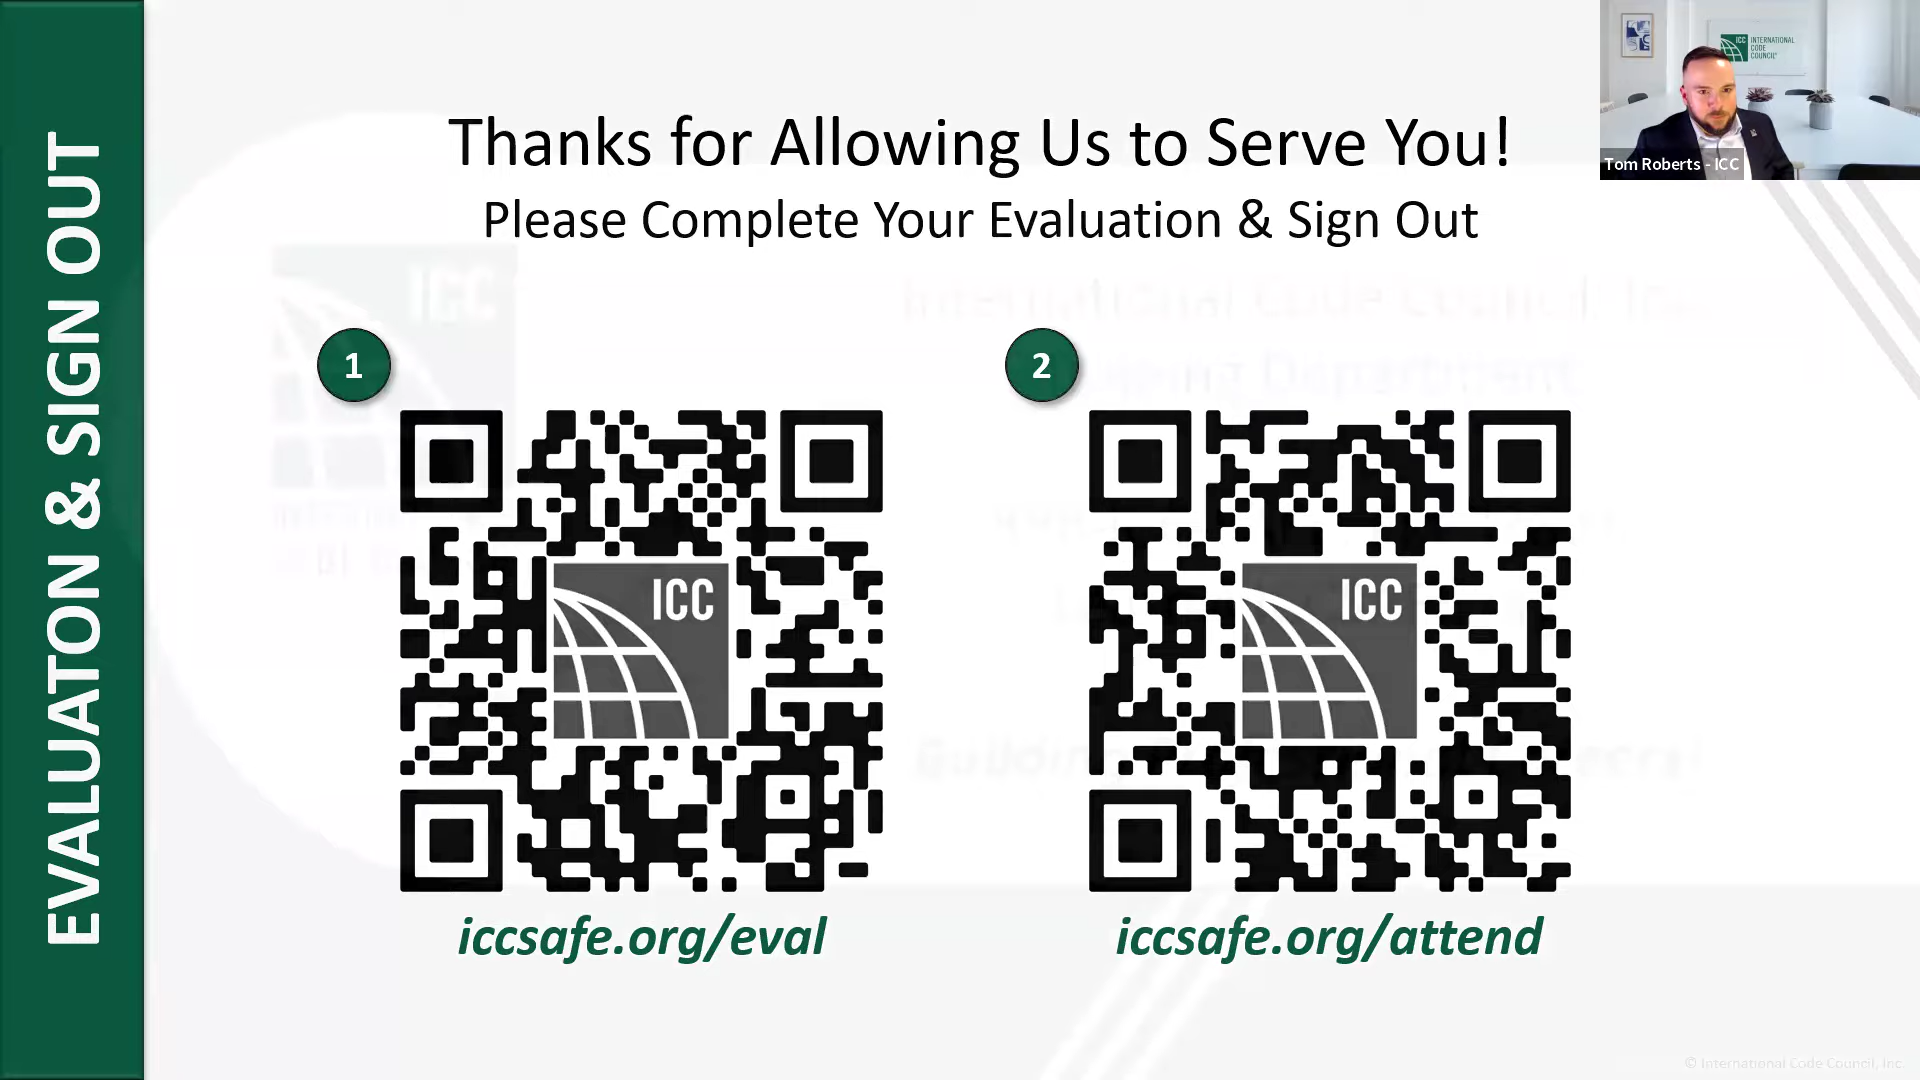 EVALUATON & SIGN OUT
Thanks for Allowing Us to Serve You!
Please Complete Your Evaluation & Sign Out
ICC INTERNATIONAL
CODE
COUNCIL
Tom Roberts - ICC
1
2
ICC
ICC
iccsafe.org/eval
iccsafe.org/attend
© International Code Council, Inc.